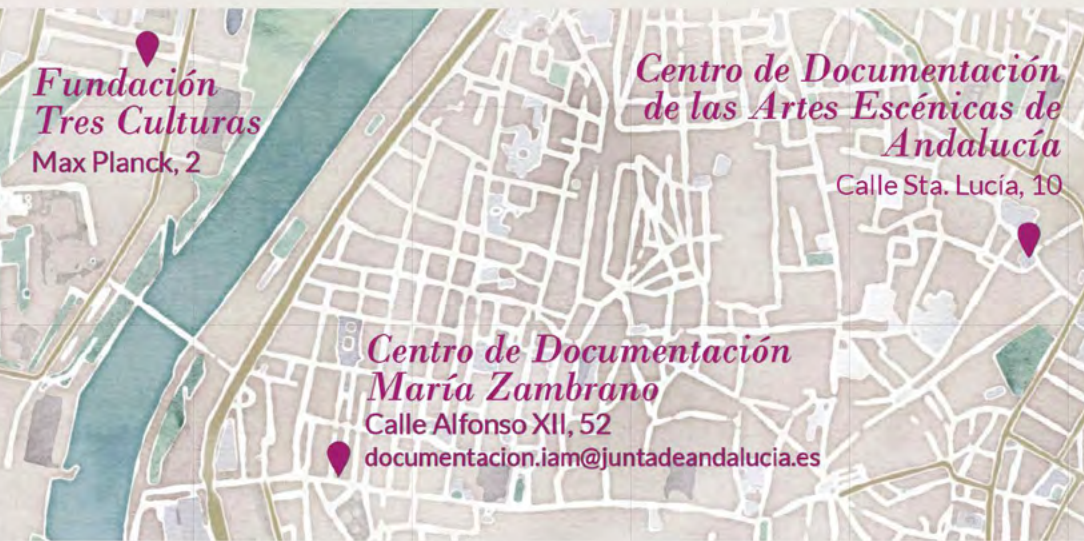 Fundación
Tres Culturas
Max Planck, 2
Centro de Documentación
de las Artes Escénicas de
Andalucía
Calle Sta. Lucía, 10
Centro de Documentación
María Zambrano
Calle Alfonso XII, 52
documentacion.iam@juntadeandalucia.es